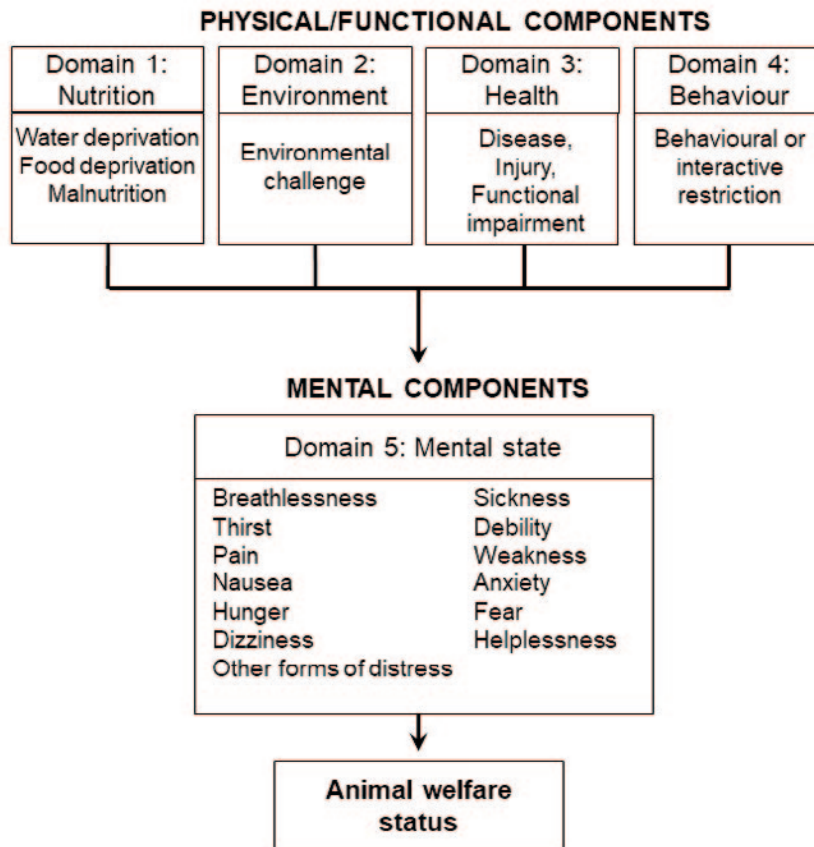 PHYSICAL/FUNCTIONAL COMPONENTS
Domain 1:
Nutrition
Water deprivation
Food deprivation
Malnutrition
Domain 2:
Environment
Environmental
challenge
Domain 3:
Health
Disease,
Injury,
Functional
impairment
Domain 4:
Behaviour
Behavioural or
interactive
restriction
MENTAL COMPONENTS
Domain 5: Mental state
Breathlessness
Thirst
Pain
Nausea
Hunger
Dizziness
Other forms of distress
Sickness
Debility
Weakness
Anxiety
Fear
Helplessness
Animal welfare
status